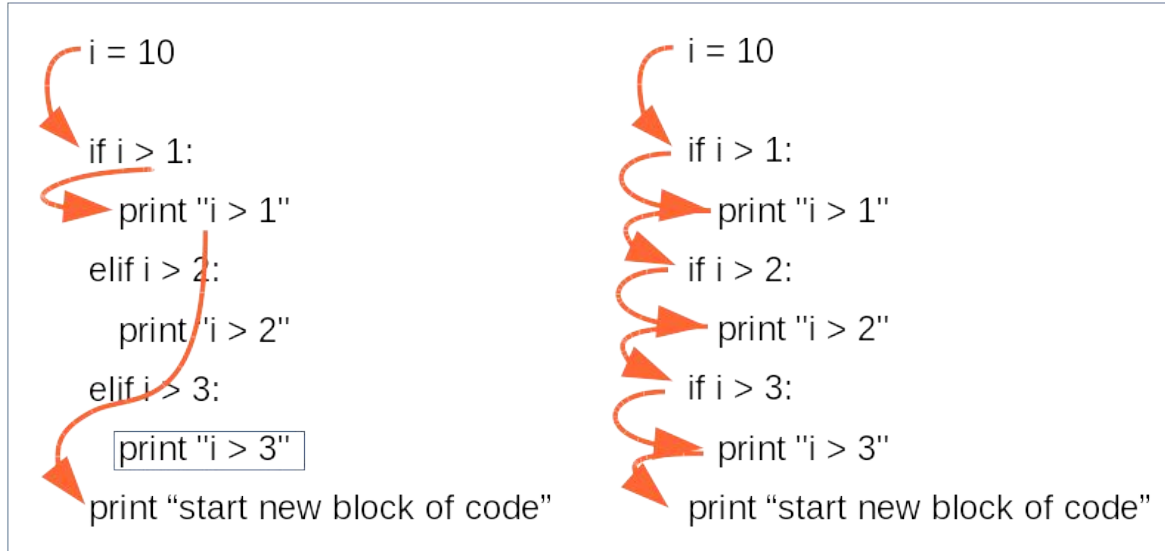 i = 10
if i > 1:
print "i > 1"
elif i > 2:
print "i > 2"
elif i > 3:
print "i > 3"
print “start new block of code”
i = 10
if i > 1:
print "i > 1"
if i > 2:
print "i > 2"
if i > 3:
print "i > 3"
print “start new block of code”